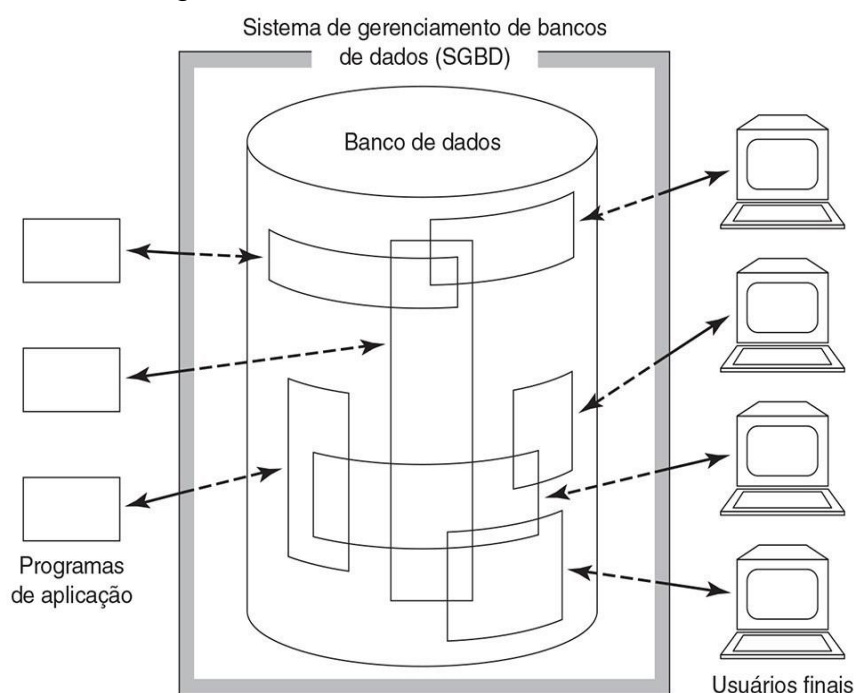 Sistema de gerenciamento de bancos
de dados (SGBD)
Banco de dados
Programas
de aplicação
Usuários finais